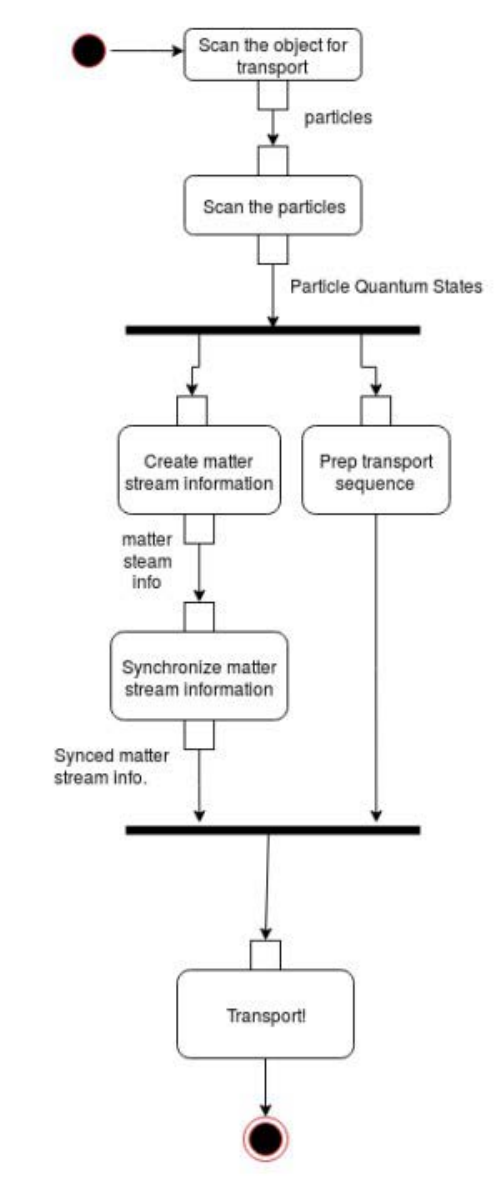 Scan the object for
transport
particles
Scan the particles
Particle Quantum States
Create matter
stream information
Prep transport
sequence
matter
steam
info
Synchronize matter
stream information
Synced matter
stream info.
Transport!